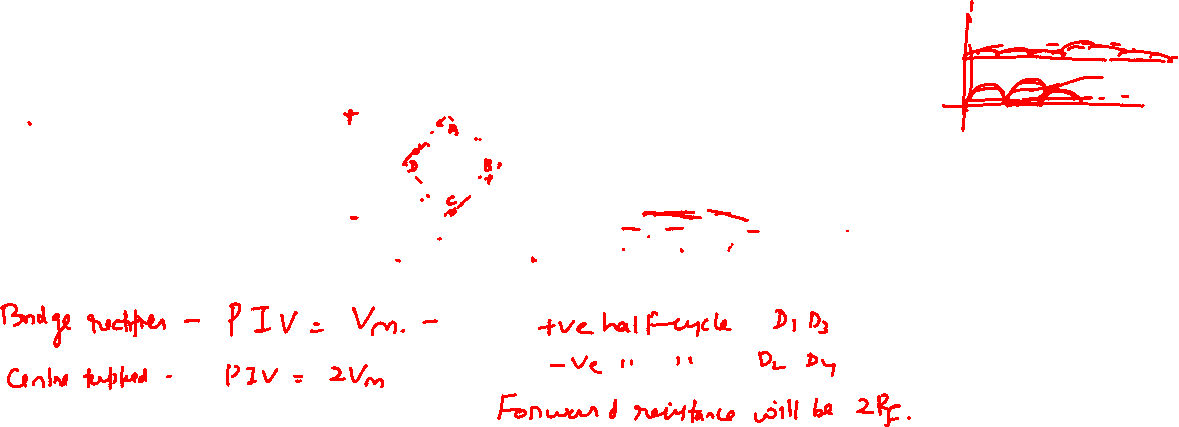 +
A
D B
+
C
-
Bridge rectifier - PIV = Vm. - +ve half-cycle D1 D3
Centre tapped - PIV = 2Vm -ve " " D2 D4
Forward resistance will be 2Rf.